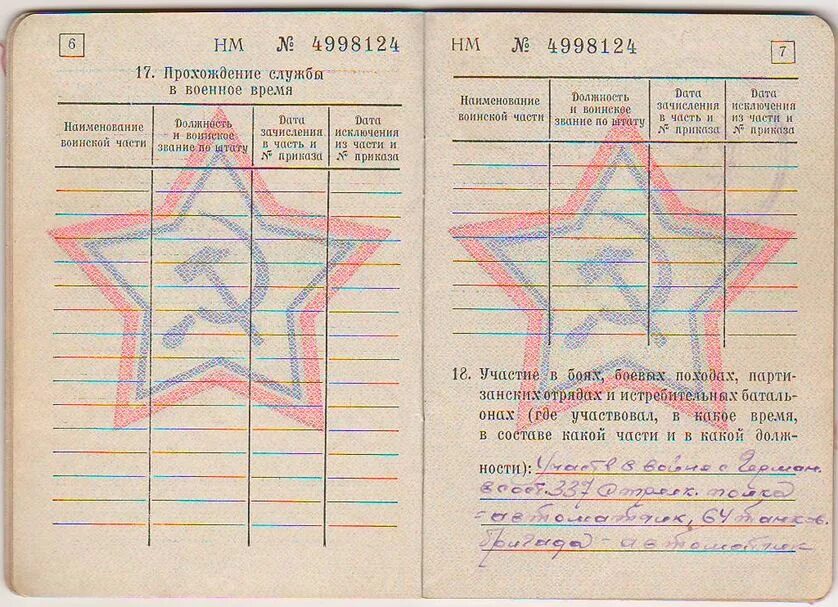 6
НМ № 4998124
17. Прохождение службы
в военное время
Наименование
воинской части
Должность
и воинское
звание по штату
Дата
зачисления
в часть и
№ приказа
Дата
исключения
из части и
№ приказа
НМ № 4998124
7
Наименование
воинской части
Должность
и воинское
звание по штату
Дата
зачисления
в часть и
№ приказа
Дата
исключения
из части и
№ приказа
18. Участие в боях, боевых походах, парти-
занских отрядах и истребительных баталь-
онах (где участвовал, в какое время,
в составе какой части и в какой долж-
ности): Участв в войне с Герман.
в сост. 337 Стрелк. полка
- автоматчик, 64 танков.
бригада - автоматчик